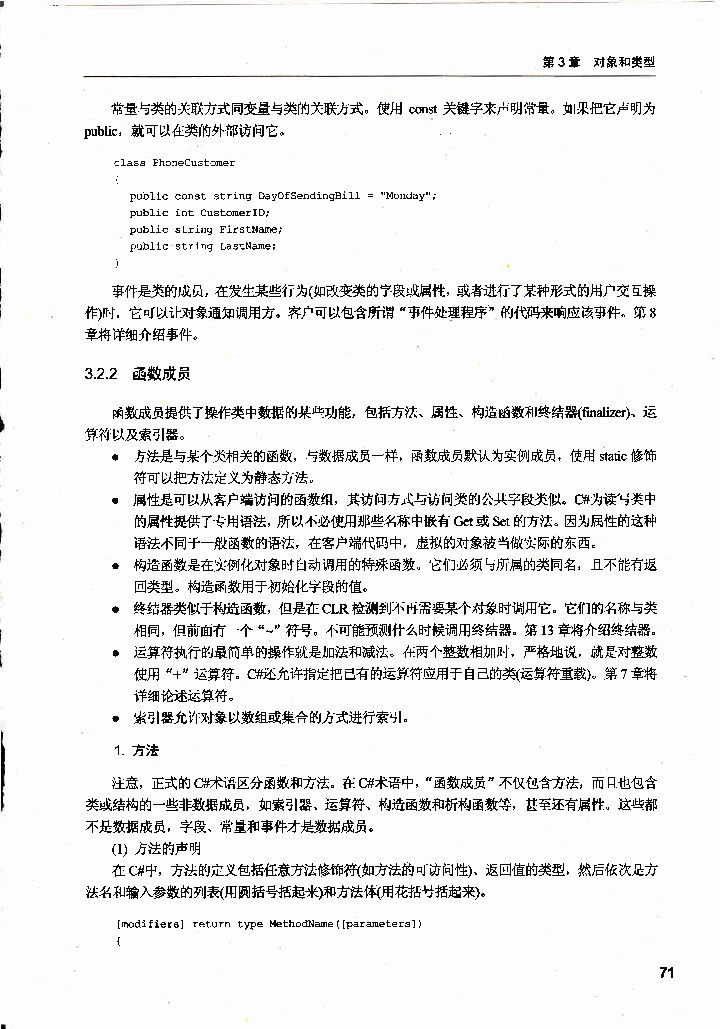 第 3 章 对象和类型
常量与类的关联方式同变量与类的关联方式。使用 const 关键字来声明常量。如果把它声明为
public，就可以在类的外部访问它。
class PhoneCustomer
{
public const string DayOfSendingBill = "Monday";
public int CustomerID;
public string FirstName;
public string LastName;
}
事件是类的成员，在发生某些行为(如改变类的字段或属性，或者进行了某种形式的用户交互操
作)时，它可以让对象通知调用方。客户可以包含所谓“事件处理程序”的代码来响应该事件。第 8
章将详细介绍事件。
3.2.2 函数成员
函数成员提供了操作类中数据的某些功能，包括方法、属性、构造函数和终结器(finalizer)、运
算符以及索引器。
● 方法是与某个类相关的函数，与数据成员一样，函数成员默认为实例成员，使用 static 修饰
符可以把方法定义为静态方法。
● 属性是可以从客户端访问的函数组，其访问方式与访问类的公共字段类似。C#为读写类中
的属性提供了专用语法，所以不必使用那些名称中嵌有 Get 或 Set 的方法。因为属性的这种
语法不同于一般函数的语法，在客户端代码中，虚拟的对象被当做实际的东西。
● 构造函数是在实例化对象时自动调用的特殊函数。它们必须与所属的类同名，且不能有返
回类型。构造函数用于初始化字段的值。
● 终结器类似于构造函数，但是在 CLR 检测到不再需要某个对象时调用它。它们的名称与类
相同，但前面有一个“~”符号。不可能预测什么时候调用终结器。第 13 章将介绍终结器。
● 运算符执行的最简单的操作就是加法和减法。在两个整数相加时，严格地说，就是对整数
使用“+”运算符。C#还允许指定把已有的运算符应用于自己的类(运算符重载)。第 7 章将
详细论述运算符。
● 索引器允许对象以数组或集合的方式进行索引。
1. 方法
注意，正式的 C#术语区分函数和方法。在 C#术语中，“函数成员”不仅包含方法，而且也包含
类或结构的一些非数据成员，如索引器、运算符、构造函数和析构函数等，甚至还有属性。这些都
不是数据成员，字段、常量和事件才是数据成员。
(1) 方法的声明
在 C#中，方法的定义包括任意方法修饰符(如方法的可访问性)、返回值的类型，然后依次是方
法名和输入参数的列表(用圆括号括起来)和方法体(用花括号括起来)。
[modifiers] return type MethodName([parameters])
{
71